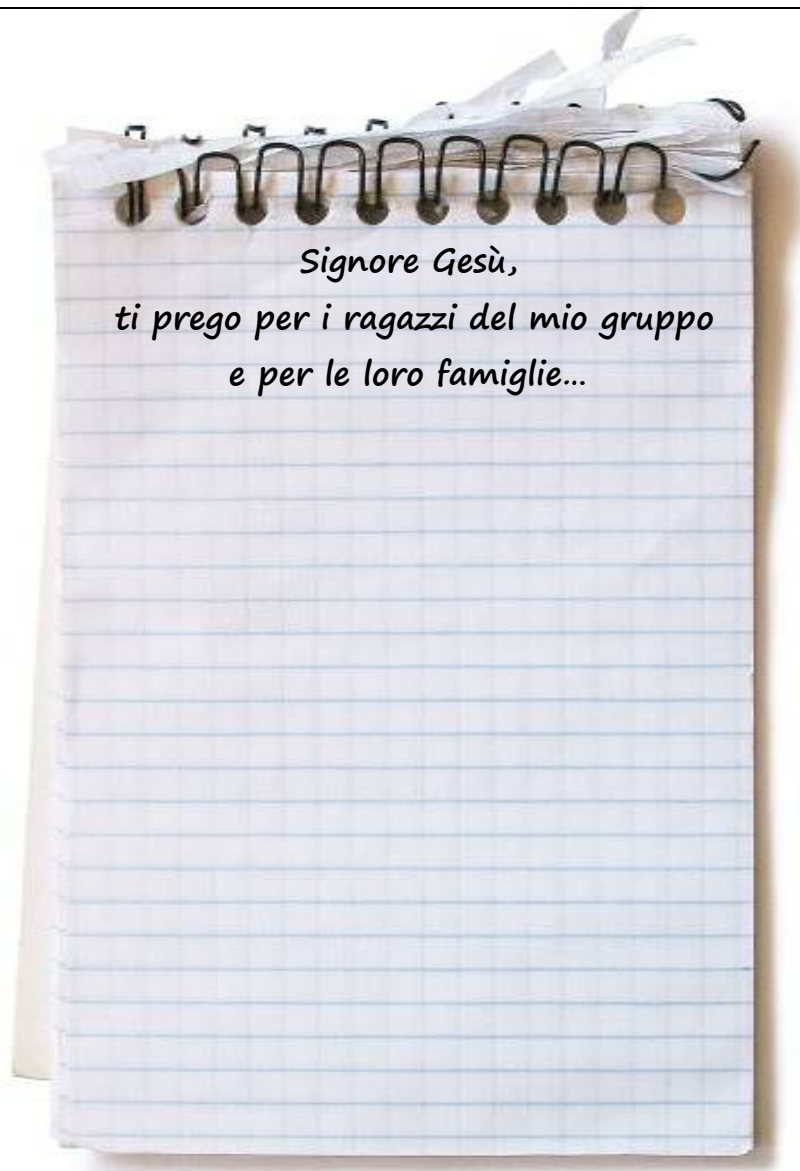 Signore Gesù,
ti prego per i ragazzi del mio gruppo
e per le loro famiglie...